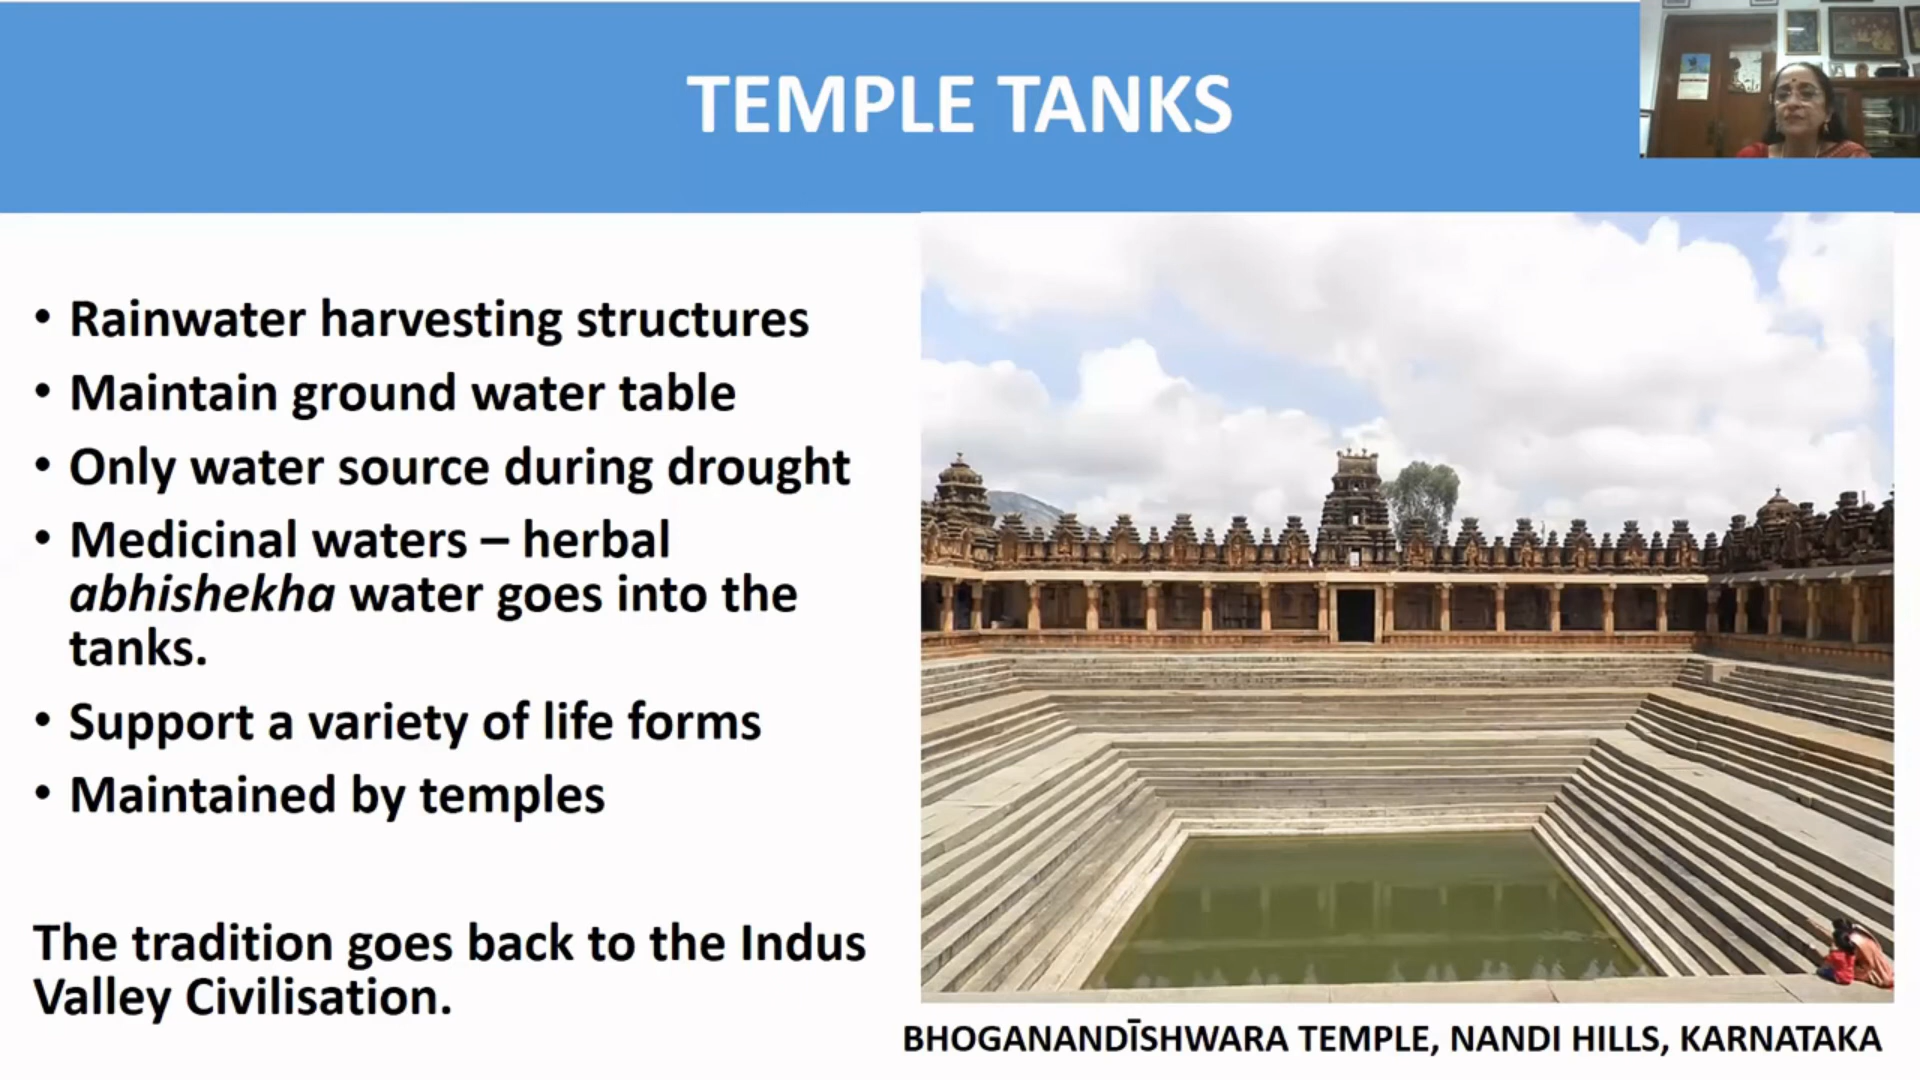 TEMPLE TANKS
• Rainwater harvesting structures
• Maintain ground water table
• Only water source during drought
• Medicinal waters – herbal
abhishekha water goes into the
tanks.
• Support a variety of life forms
• Maintained by temples
The tradition goes back to the Indus
Valley Civilisation.
BHOGANANDĪSHWARA TEMPLE, NANDI HILLS, KARNATAKA